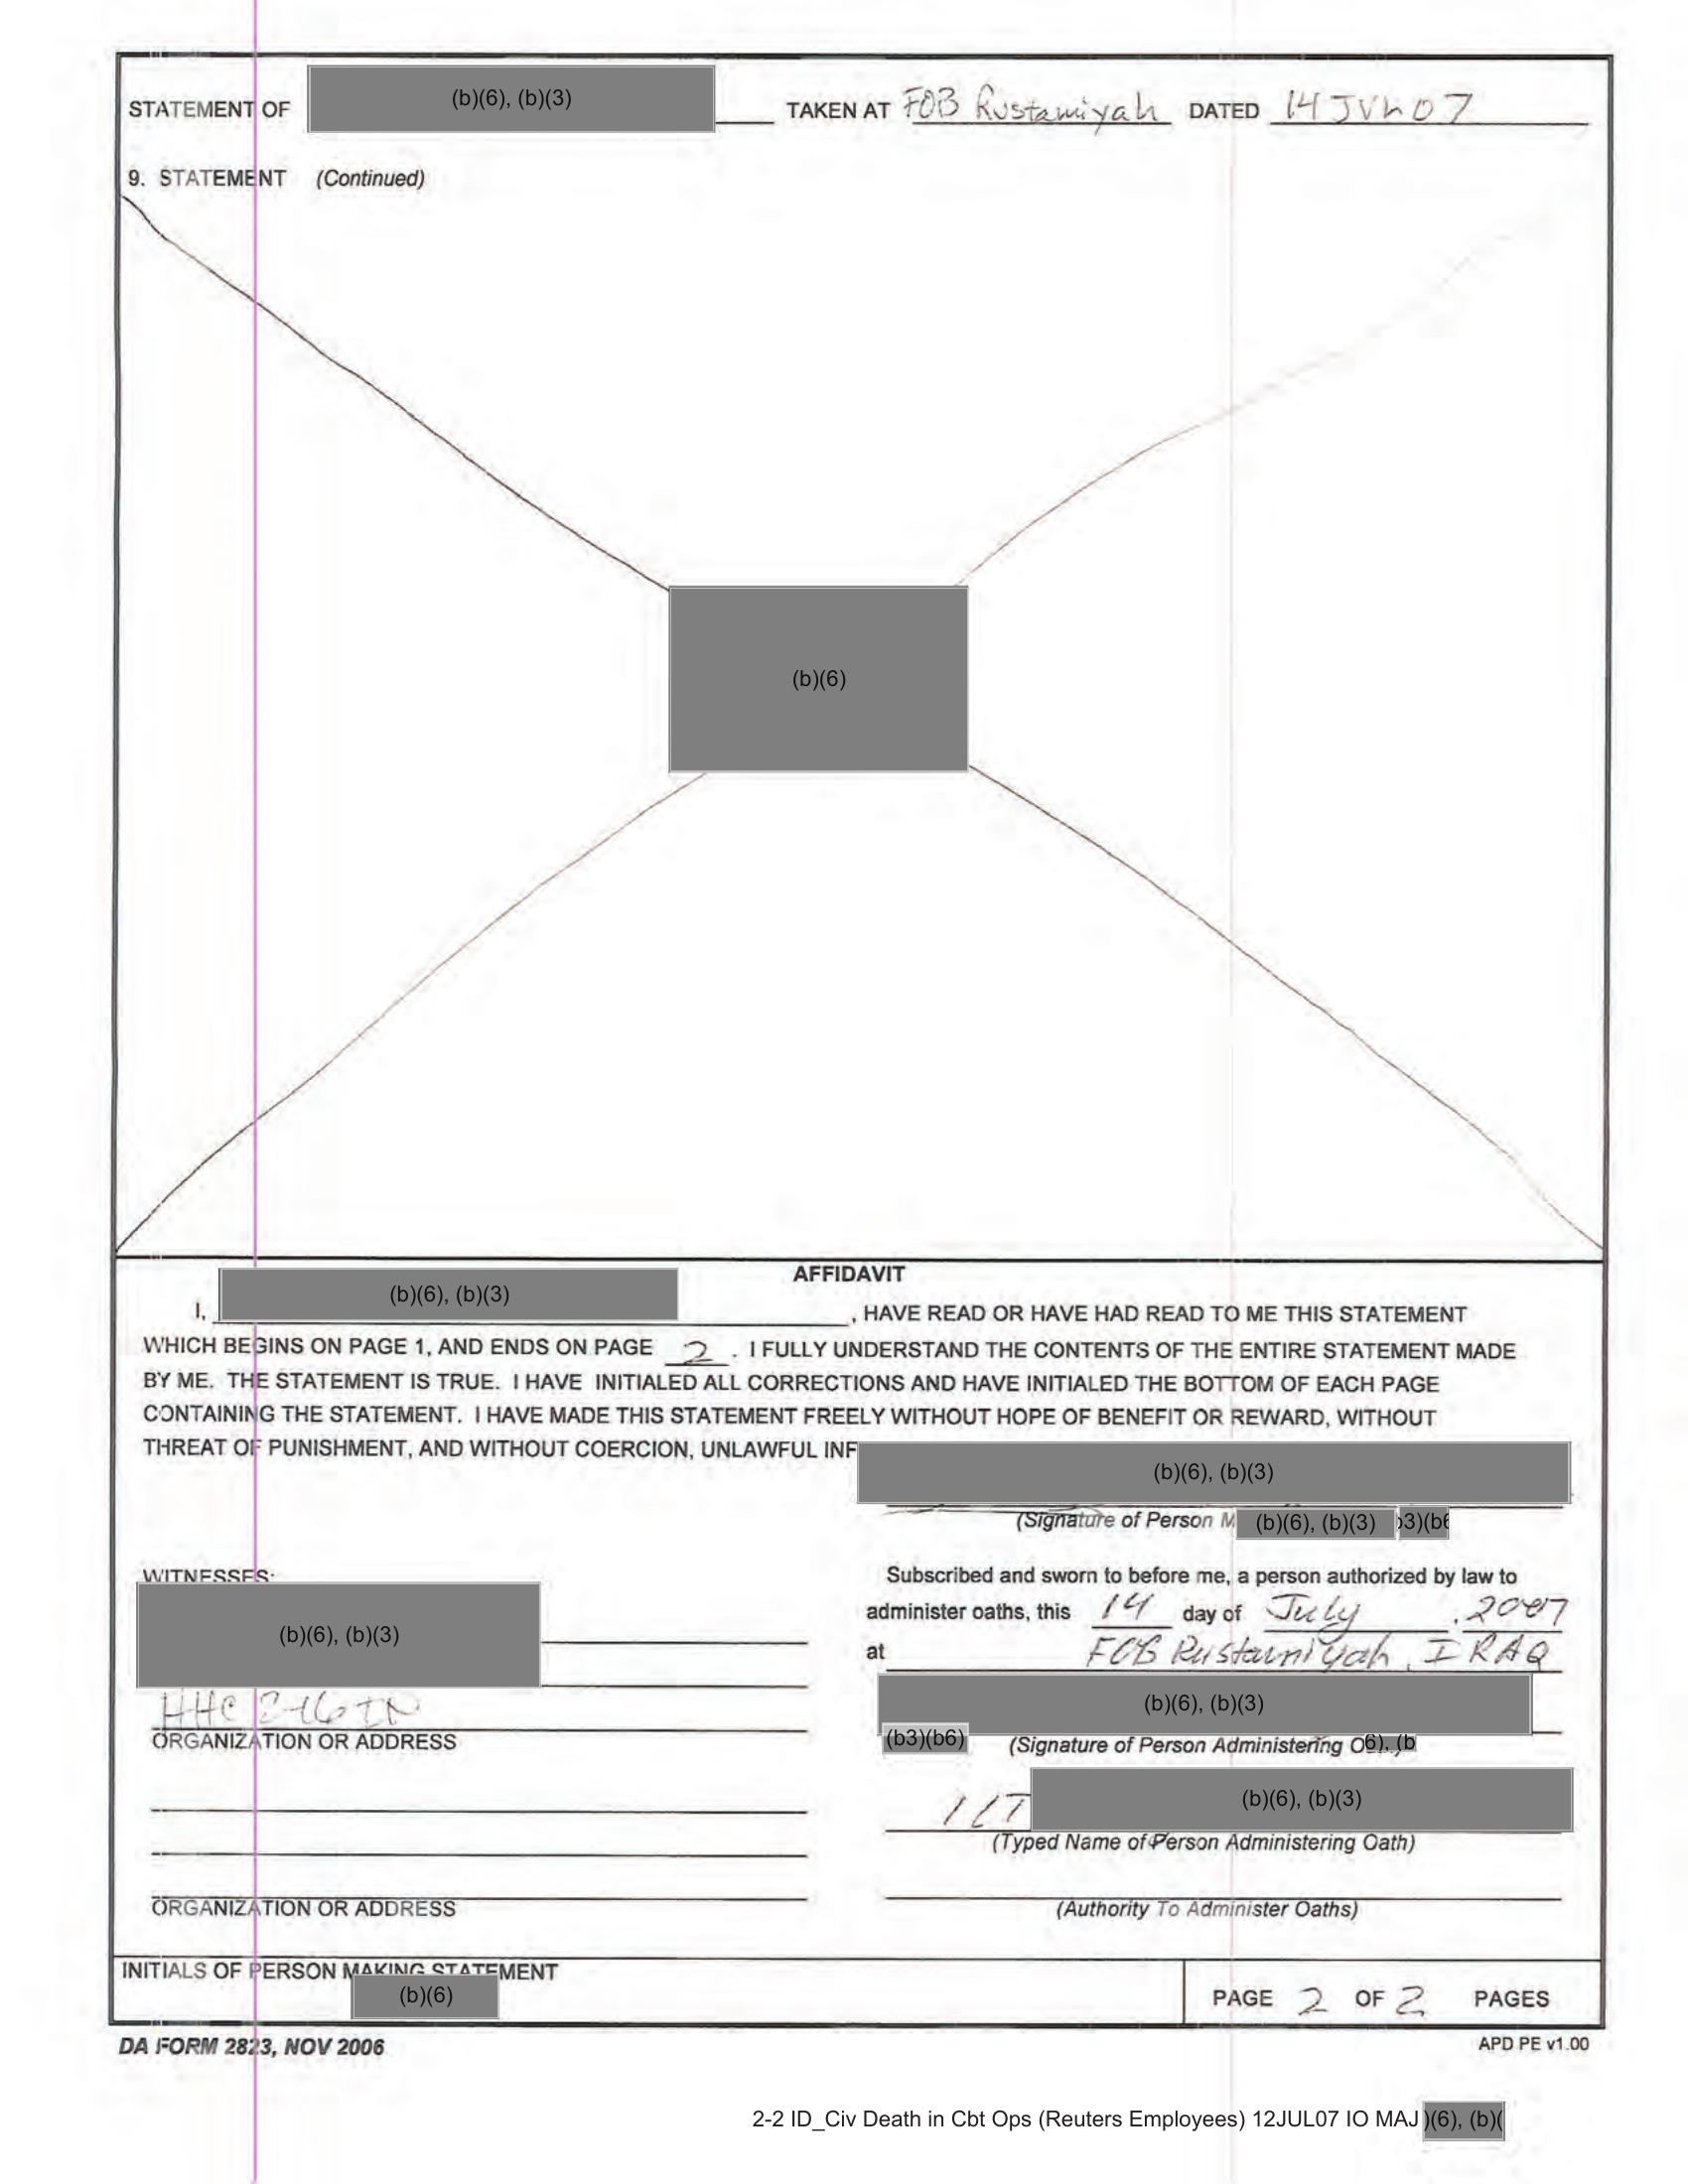 STATEMENT OF (b)(6), (b)(3) TAKEN AT FOB Rustamiyah DATED 14 JUL 07
9. STATEMENT (Continued)
(b)(6)
AFFIDAVIT
I, (b)(6), (b)(3) , HAVE READ OR HAVE HAD READ TO ME THIS STATEMENT
WHICH BEGINS ON PAGE 1, AND ENDS ON PAGE 2 . I FULLY UNDERSTAND THE CONTENTS OF THE ENTIRE STATEMENT MADE
BY ME. THE STATEMENT IS TRUE. I HAVE INITIALED ALL CORRECTIONS AND HAVE INITIALED THE BOTTOM OF EACH PAGE
CONTAINING THE STATEMENT. I HAVE MADE THIS STATEMENT FREELY WITHOUT HOPE OF BENEFIT OR REWARD, WITHOUT
THREAT OF PUNISHMENT, AND WITHOUT COERCION, UNLAWFUL INF
(b)(6), (b)(3)
(Signature of Person M (b)(6), (b)(3) b3)(b6
WITNESSES:
(b)(6), (b)(3)
HHC 2-16 IN
ORGANIZATION OR ADDRESS
ORGANIZATION OR ADDRESS
Subscribed and sworn to before me, a person authorized by law to
administer oaths, this 14 day of July , 2007
at FOB Rustamiyah, IRAQ
(b)(6), (b)(3)
(b3)(b6) (Signature of Person Administering O 6), (b
1LT (b)(6), (b)(3)
(Typed Name of Person Administering Oath)
(Authority To Administer Oaths)
INITIALS OF PERSON MAKING STATEMENT
(b)(6)
PAGE 2 OF 2 PAGES
DA FORM 2823, NOV 2006
APD PE v1.00
2-2 ID_Civ Death in Cbt Ops (Reuters Employees) 12JUL07 IO MAJ )(6), (b)(